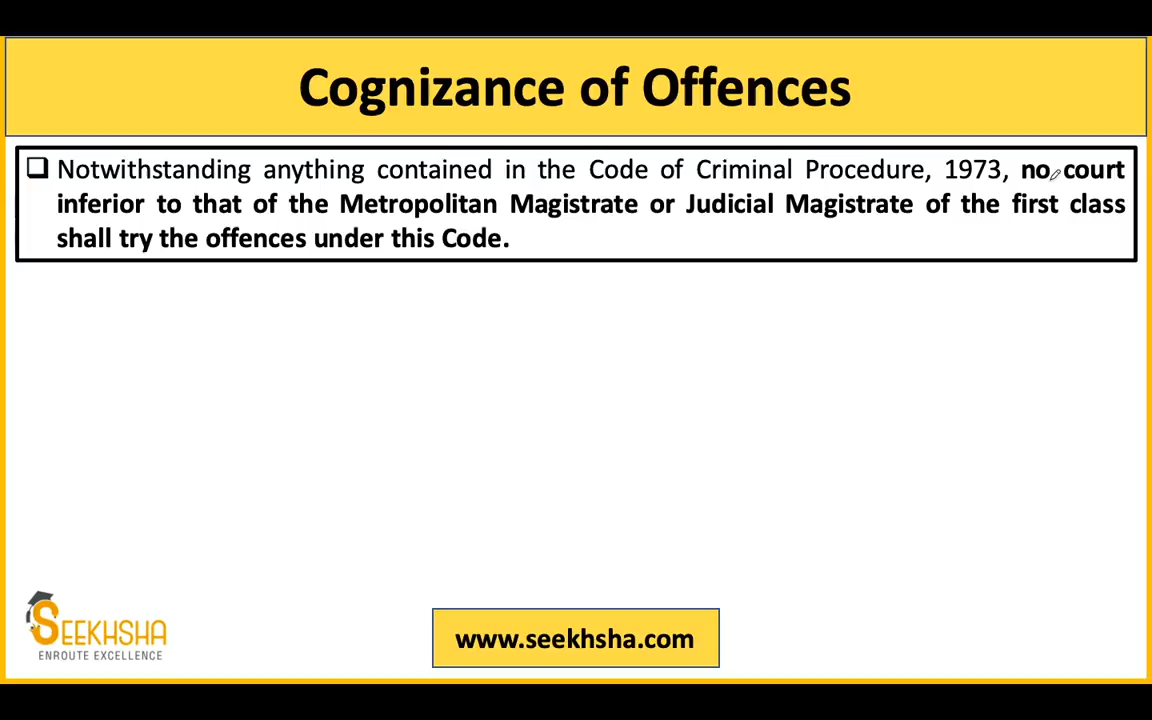 Cognizance of Offences
Notwithstanding anything contained in the Code of Criminal Procedure, 1973, no court
inferior to that of the Metropolitan Magistrate or Judicial Magistrate of the first class
shall try the offences under this Code.
SEEKHSHA
ENROUTE EXCELLENCE
www.seekhsha.com